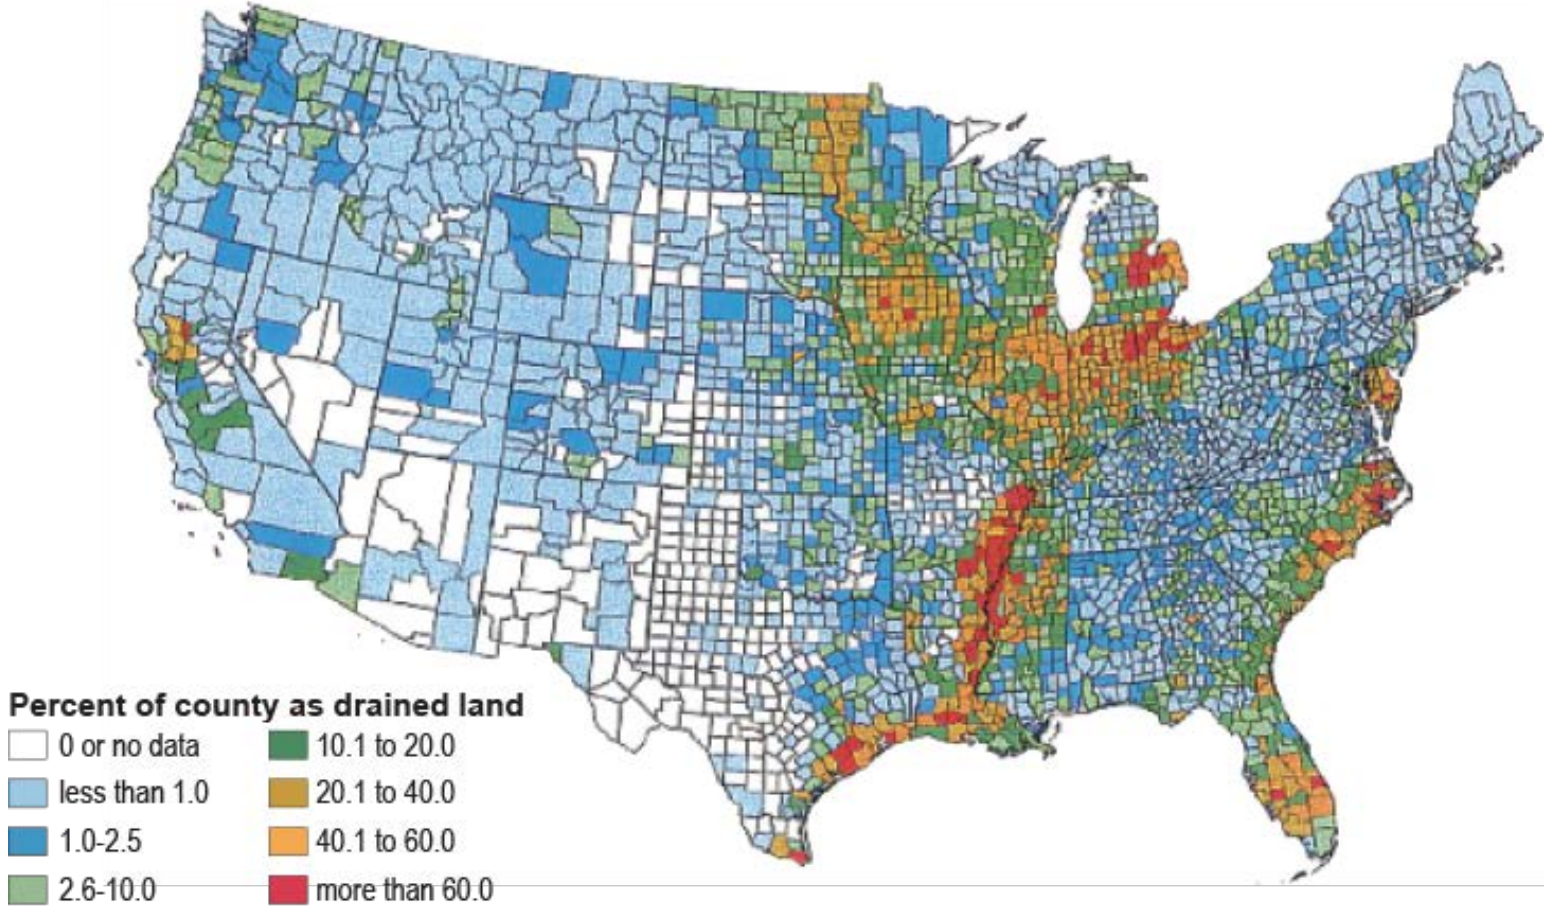 Percent of county as drained land
0 or no data
less than 1.0
1.0-2.5
2.6-10.0
10.1 to 20.0
20.1 to 40.0
40.1 to 60.0
more than 60.0